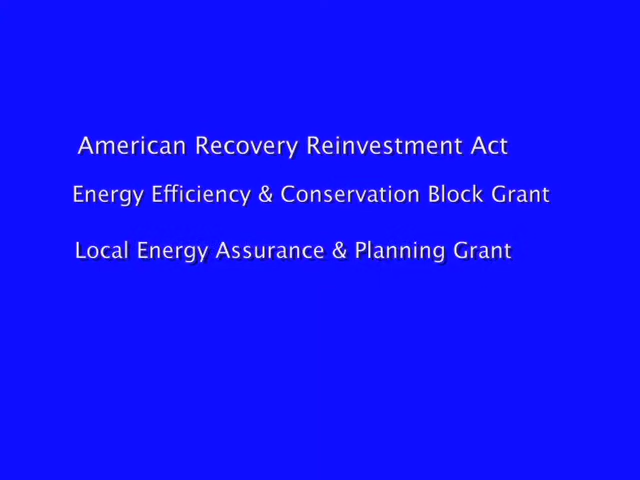 American Recovery Reinvestment Act
Energy Efficiency & Conservation Block Grant
Local Energy Assurance & Planning Grant